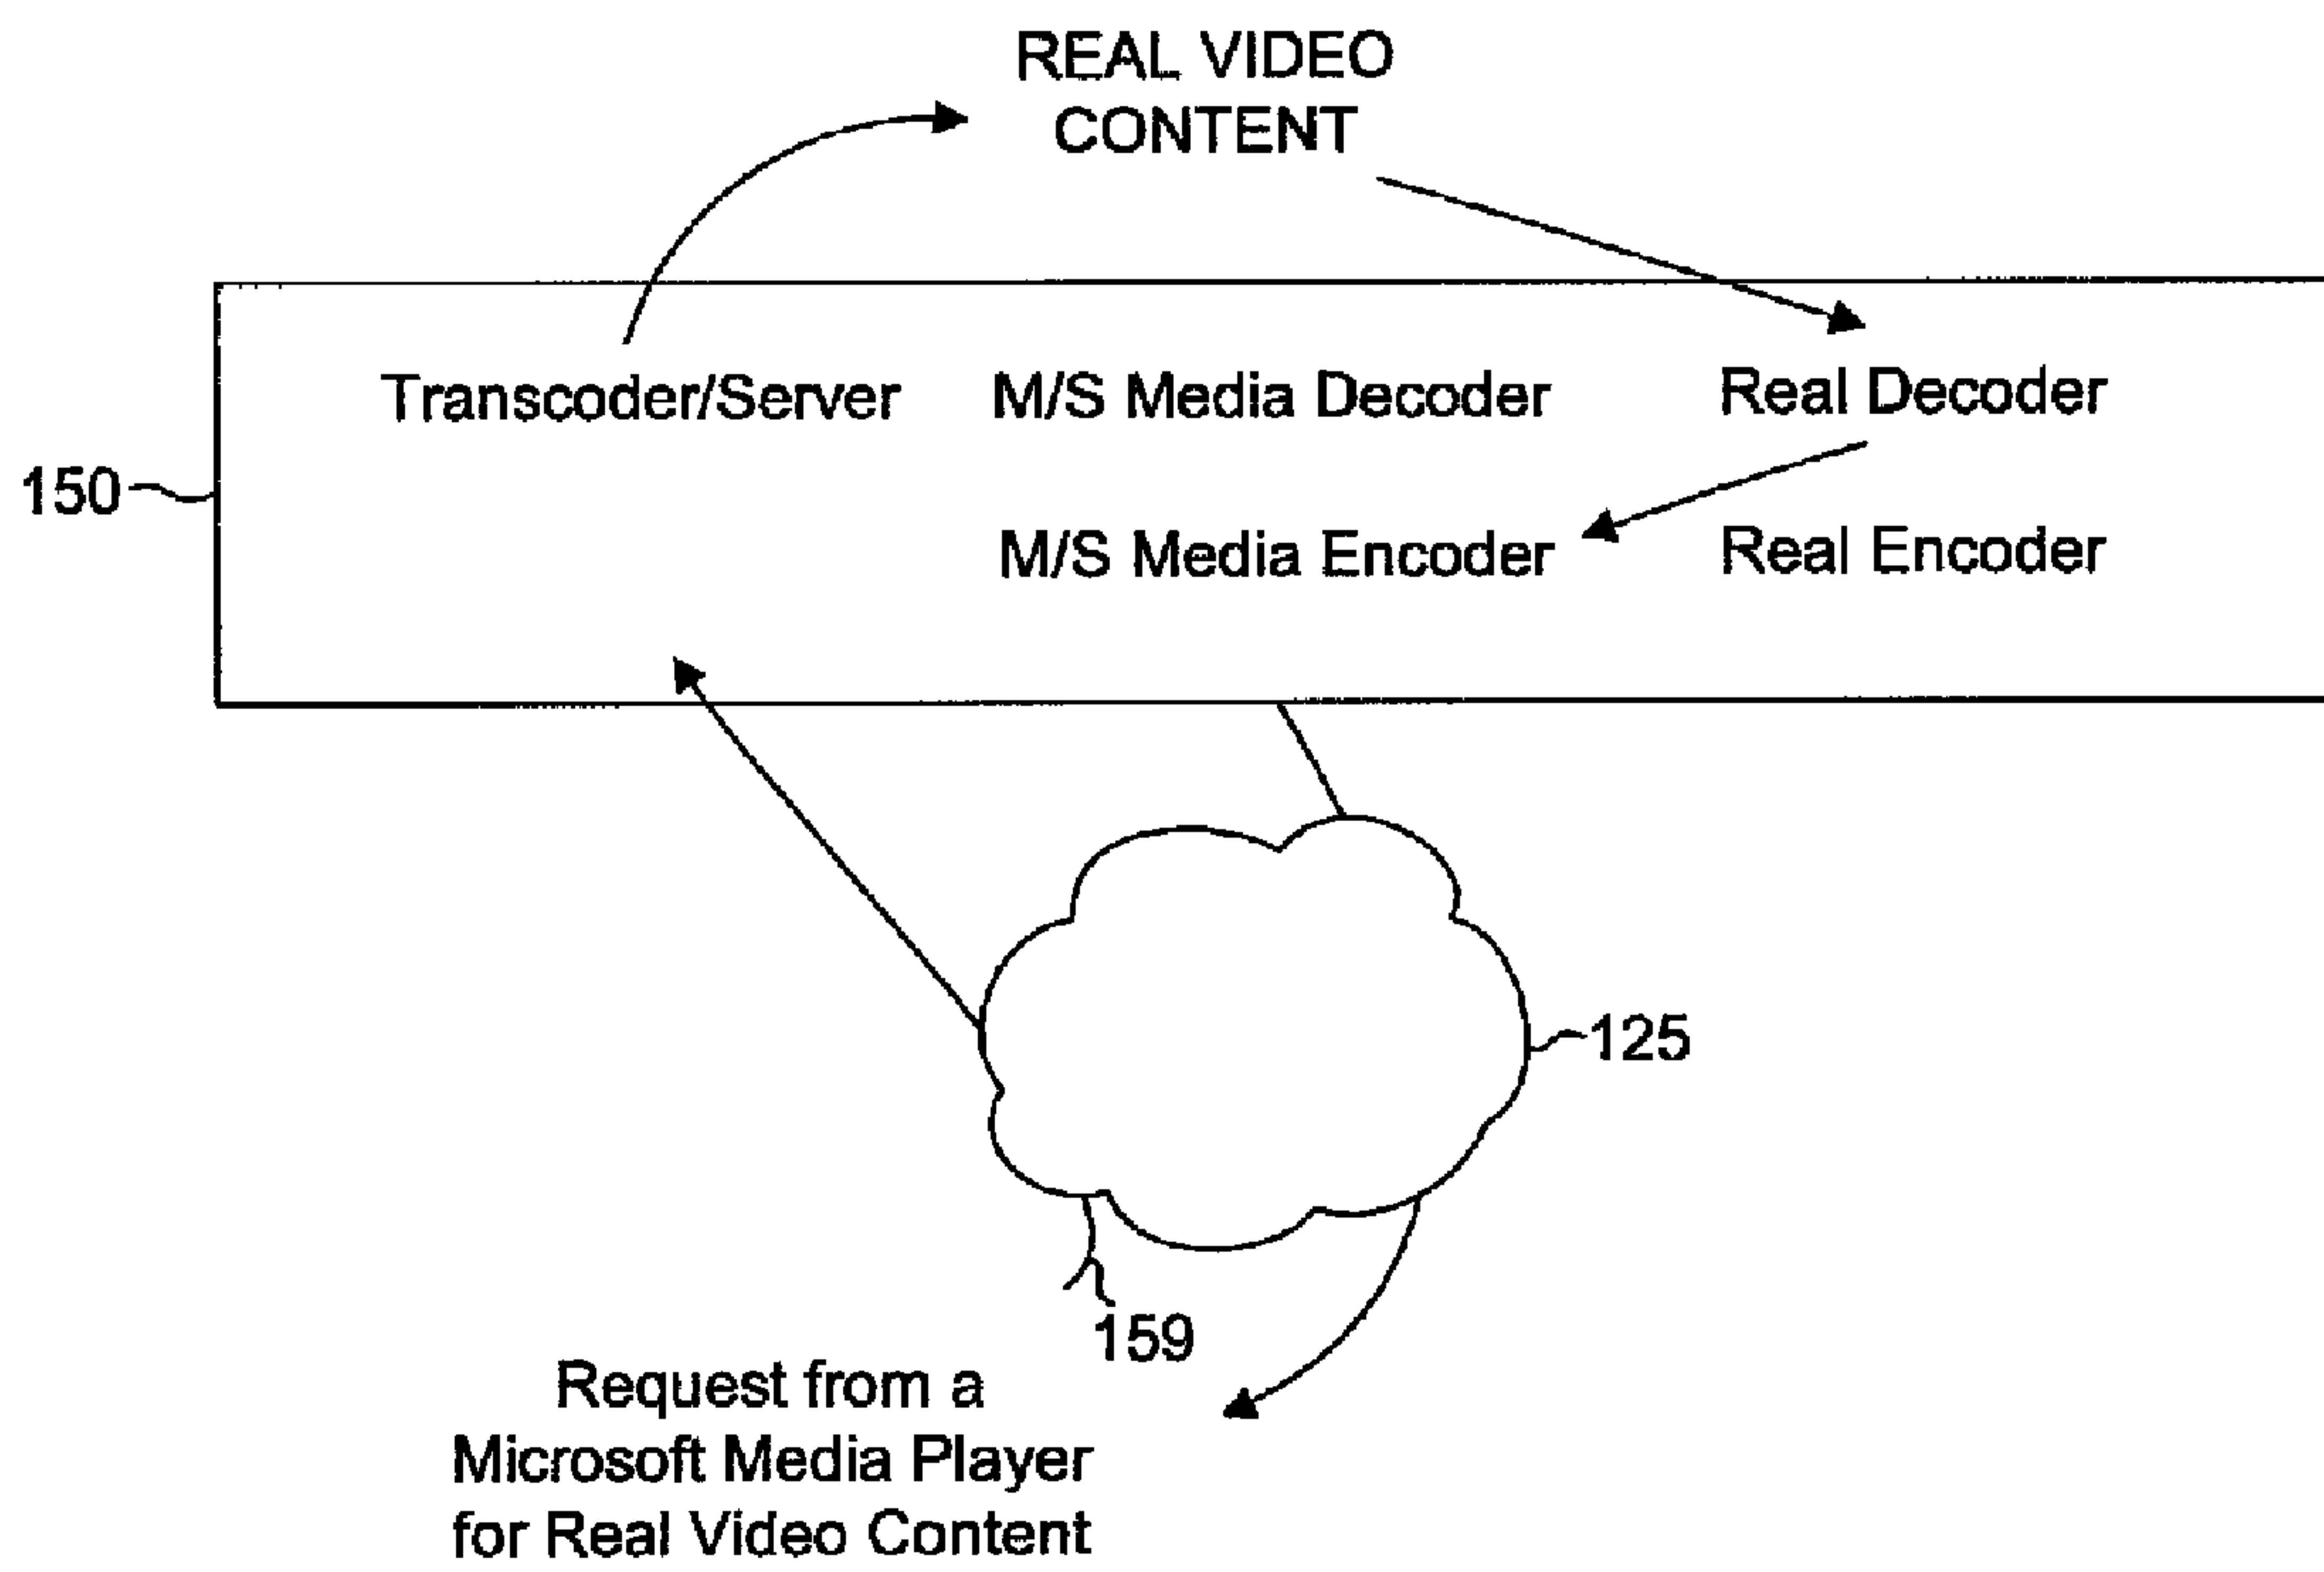 REAL VIDEO
CONTENT
Transcoder/Server M/S Media Decoder Real Decoder
150
M/S Media Encoder Real Encoder
125
159
Request from a
Microsoft Media Player
for Real Video Content